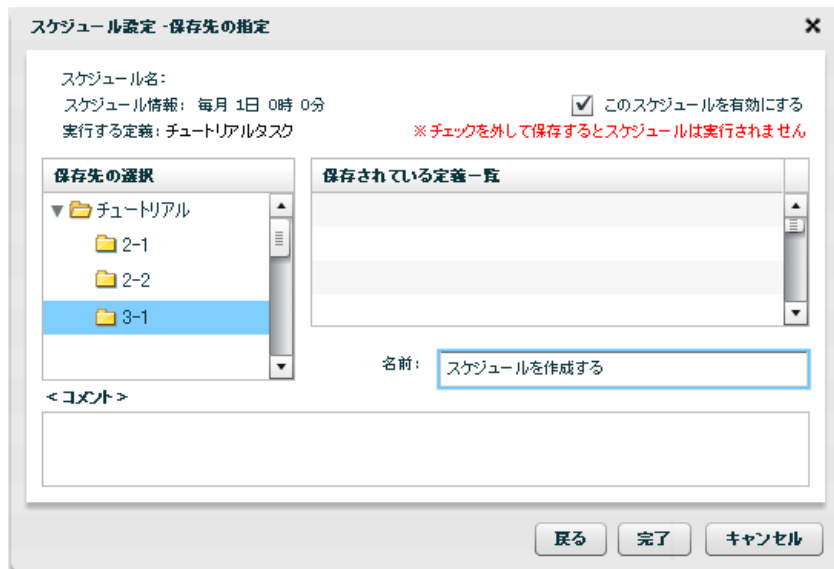 スケジュール設定 -保存先の指定
スケジュール名：
スケジュール情報： 毎月 1日 0時 0分
このスケジュールを有効にする
実行する定義：チュートリアルタスク
※チェックを外して保存するとスケジュールは実行されません
保存先の選択
保存されている定義一覧
チュートリアル
2-1
2-2
3-1
名前：
スケジュールを作成する
<コメント>
戻る
完了
キャンセル